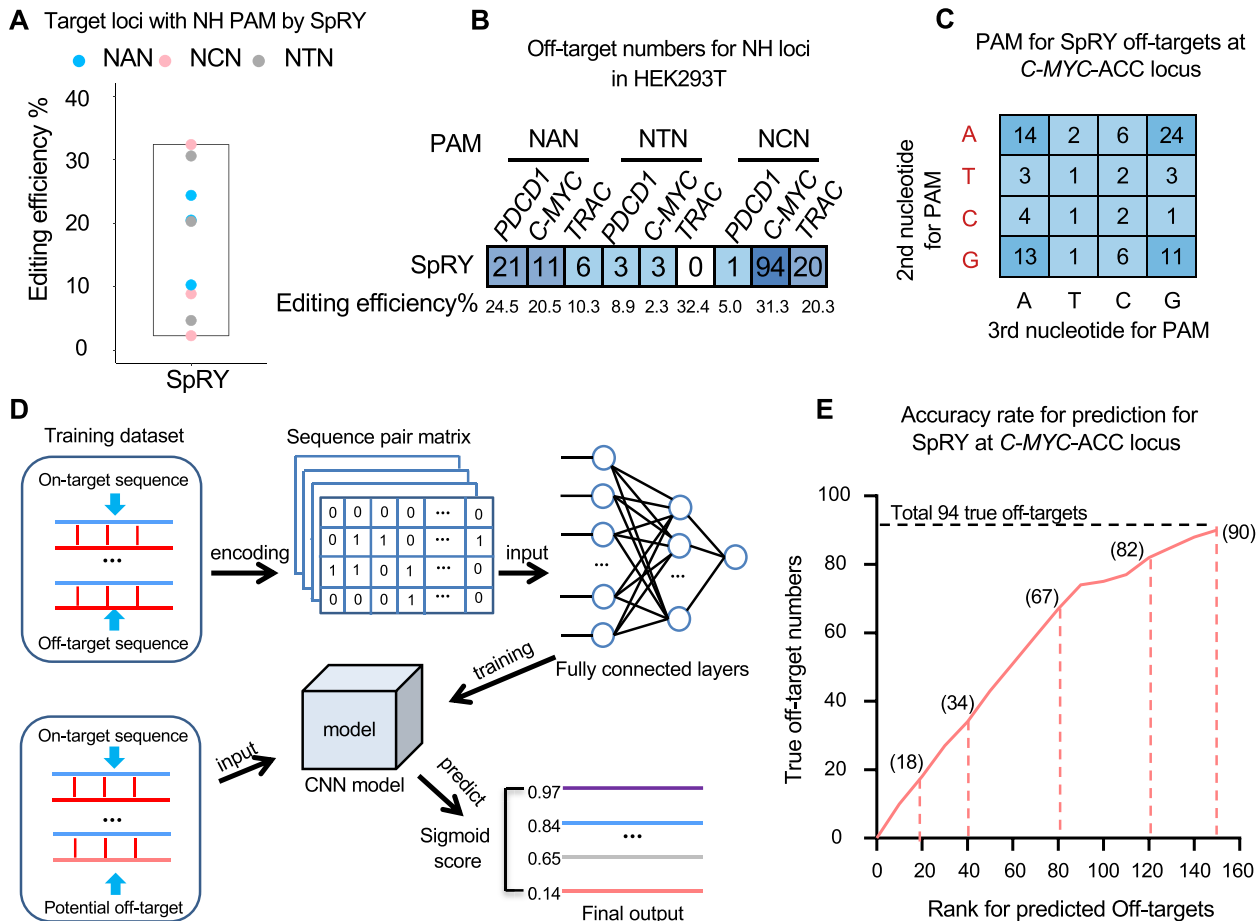 A
Target loci with NH PAM by SpRY
NAN NCN NTN
Editing efficiency %
40
30
20
10
0
SpRY
B
Off-target numbers for NH loci
in HEK293T
PAM NAN NTN NCN
PDCD1 C-MYC TRAC PDCD1 C-MYC TRAC PDCD1 C-MYC TRAC
SpRY 21 11 6 3 3 0 1 94 20
Editing efficiency% 24.5 20.5 10.3 8.9 2.3 32.4 5.0 31.3 20.3
C
PAM for SpRY off-targets at
C-MYC-ACC locus
2nd nucleotide
for PAM
A 14 2 6 24
T 3 1 2 3
C 4 1 2 1
G 13 1 6 11
A T C G
3rd nucleotide for PAM
D
Training dataset
On-target sequence
...
Off-target sequence
encoding
Sequence pair matrix
0 0 0 0 ... 0
0 1 1 0 ... 1
1 1 0 1 ... 0
0 0 0 1 ... 0
input
...
...
Fully connected layers
training
On-target sequence
...
Potential off-target
input
model
CNN model
predict
Sigmoid
score
0.97
0.84
...
0.65
0.14
Final output
E
Accuracy rate for prediction for
SpRY at C-MYC-ACC locus
True off-target numbers
100
80
60
40
20
0
Total 94 true off-targets
(18)
(34)
(67)
(82)
(90)
0 20 40 60 80 100 120 140 160
Rank for predicted Off-targets